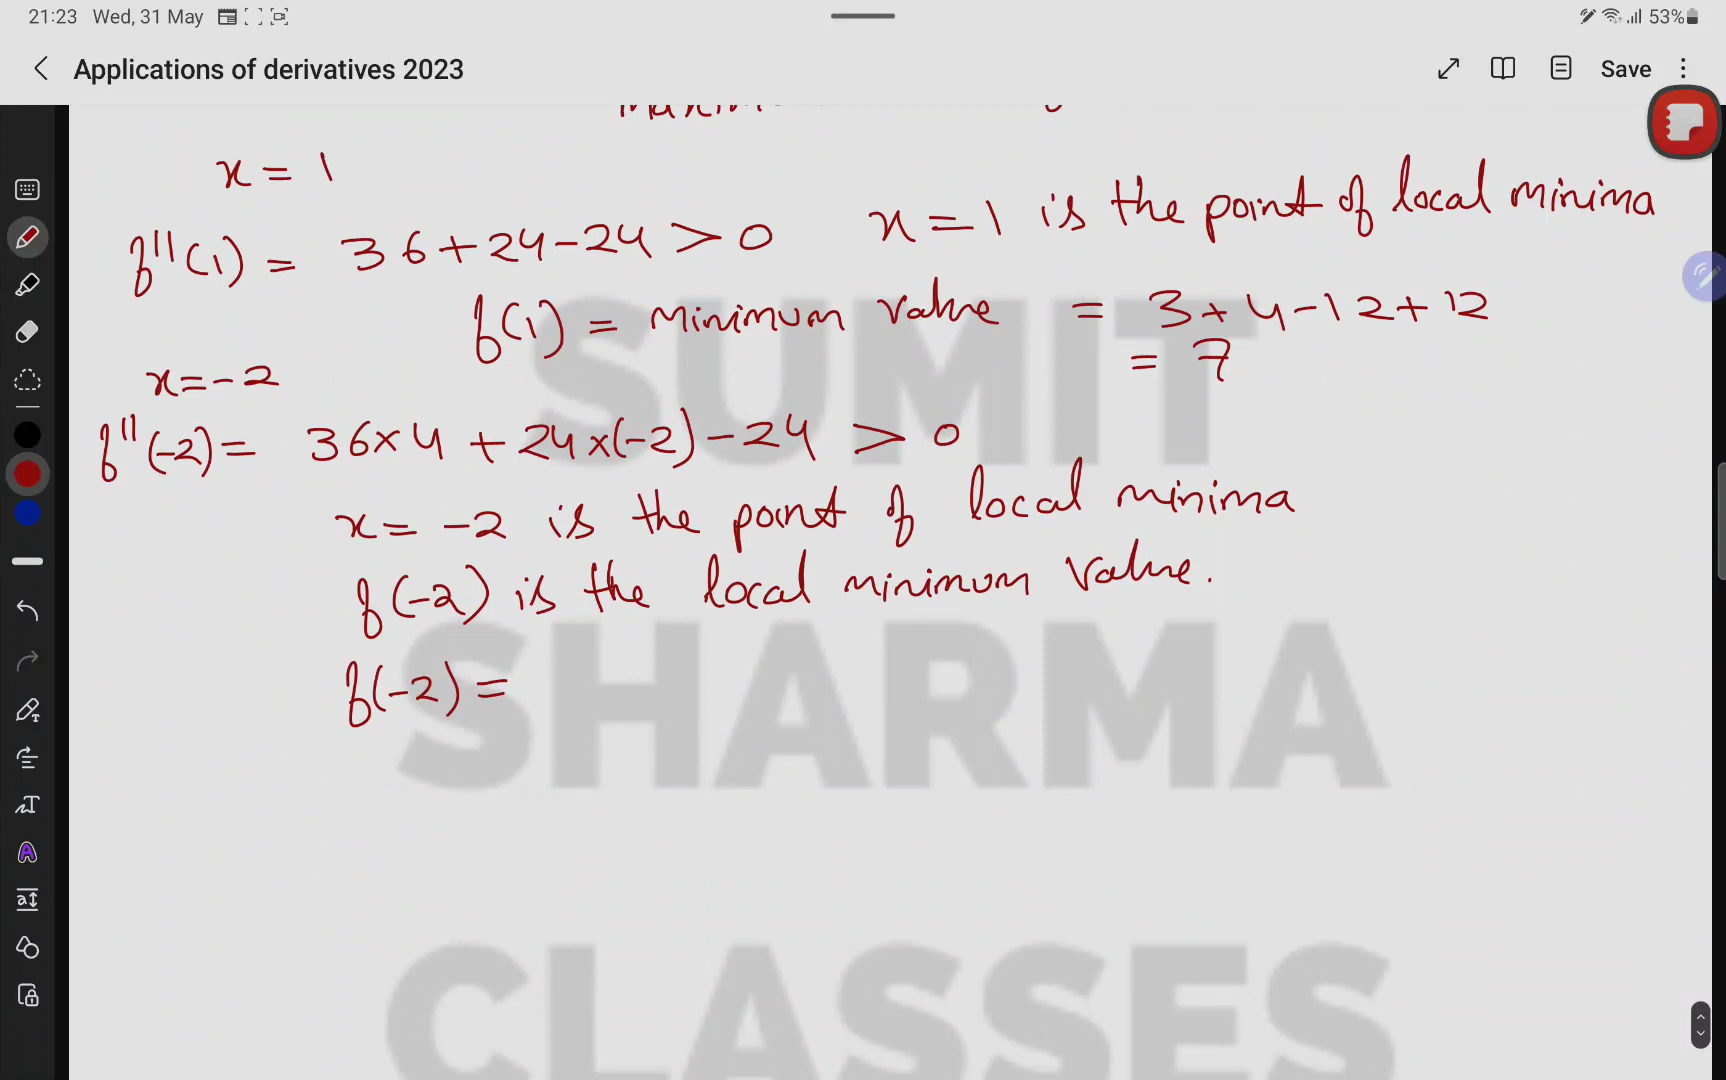 21:23 Wed, 31 May 53%
Applications of derivatives 2023 Save
x = 1
f''(1) = 36+24-24 > 0 x = 1 is the point of local minima
f(1) = minimum value = 3+4-12+12
= 7
x = -2
f''(-2) = 36×4 + 24×(-2) - 24 > 0
x = -2 is the point of local minima
f(-2) is the local minimum value.
f(-2) =
SUMIT
SHARMA
CLASSES